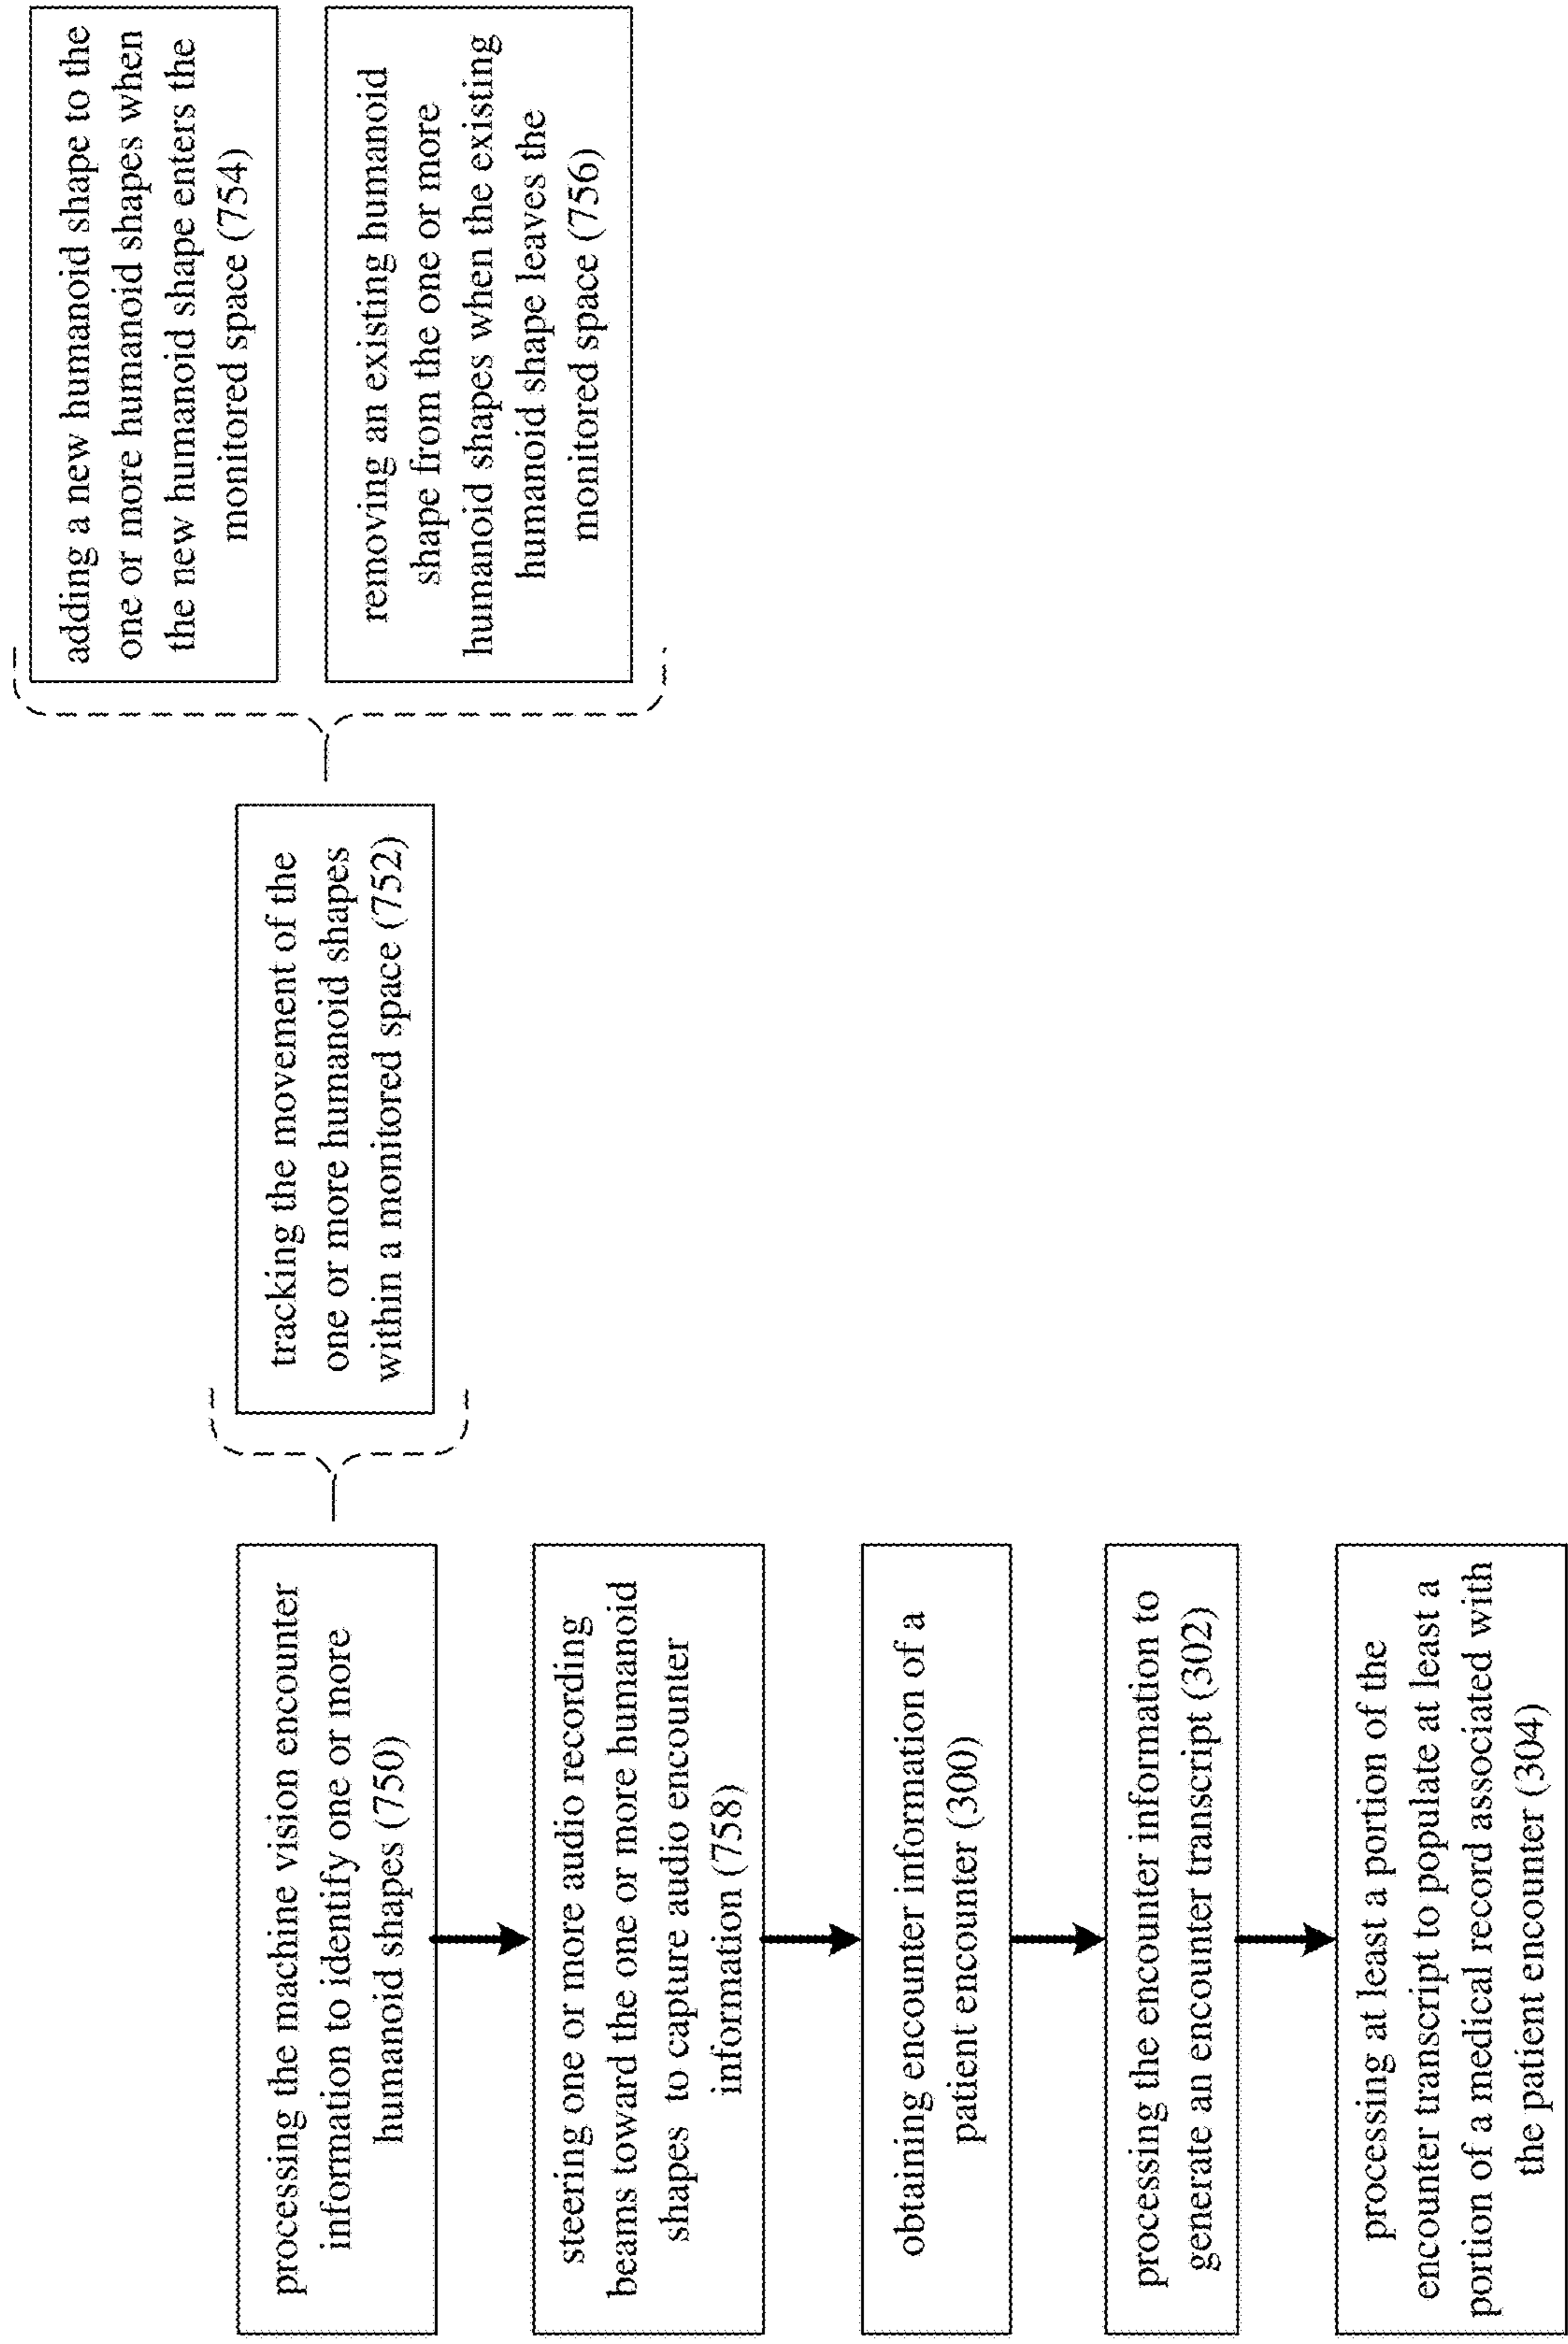 processing the machine vision encounter
information to identify one or more
humanoid shapes (750)
tracking the movement of the
one or more humanoid shapes
within a monitored space (752)
adding a new humanoid shape to the
one or more humanoid shapes when
the new humanoid shape enters the
monitored space (754)
removing an existing humanoid
shape from the one or more
humanoid shapes when the existing
humanoid shape leaves the
monitored space (756)
steering one or more audio recording
beams toward the one or more humanoid
shapes to capture audio encounter
information (758)
obtaining encounter information of a
patient encounter (300)
processing the encounter information to
generate an encounter transcript (302)
processing at least a portion of the
encounter transcript to populate at least a
portion of a medical record associated with
the patient encounter (304)